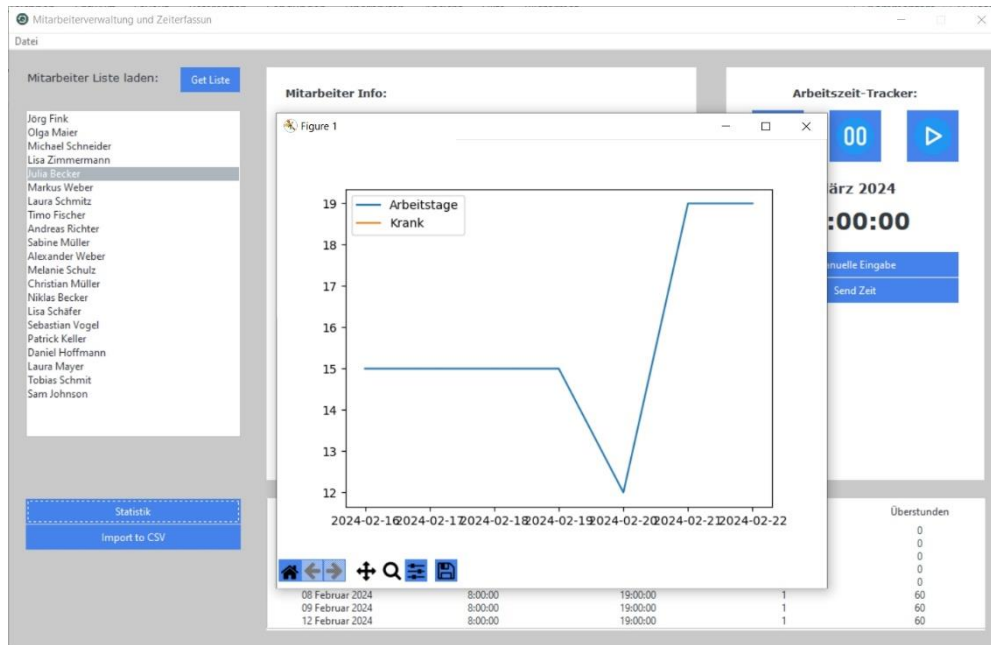 Mitarbeiterverwaltung und Zeiterfassun
Datei
Mitarbeiter Liste laden:
Get Liste
Jörg Fink
Olga Maier
Michael Schneider
Lisa Zimmermann
Julia Becker
Markus Weber
Laura Schmitz
Timo Fischer
Andreas Richter
Sabine Müller
Alexander Weber
Melanie Schulz
Christian Müller
Niklas Becker
Lisa Schäfer
Sebastian Vogel
Patrick Keller
Daniel Hoffmann
Laura Mayer
Tobias Schmit
Sam Johnson
Statistik
Import to CSV
Mitarbeiter Info:
Figure 1
Arbeitstage
Krank
19
18
17
16
15
14
13
12
2024-02-16 2024-02-17 2024-02-18 2024-02-19 2024-02-20 2024-02-21 2024-02-22
Arbeitszeit-Tracker:
ärz 2024
:00:00
nuelle Eingabe
Send Zeit
Überstunden
0
0
0
0
0
08 Februar 2024 8:00:00 19:00:00 1 60
09 Februar 2024 8:00:00 19:00:00 1 60
12 Februar 2024 8:00:00 19:00:00 1 60